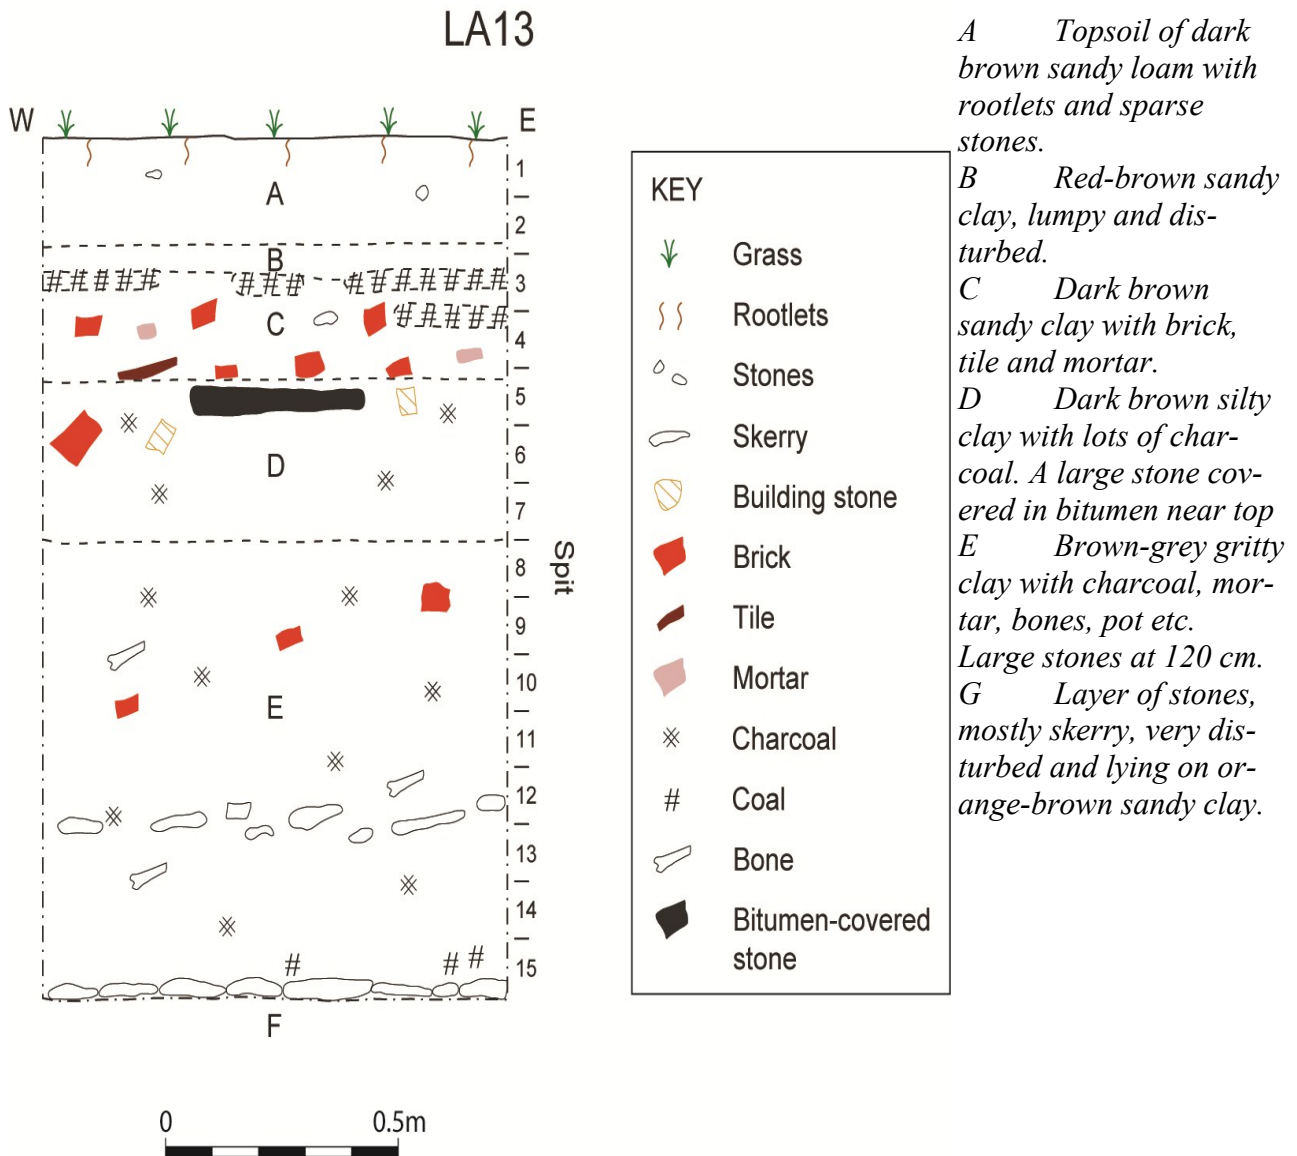 LA13
W
E
1
A
2
B
3
C
4
5
D
6
7
8
Spit
9
10
E
11
12
13
14
15
F
0 0.5m
KEY
Grass
Rootlets
Stones
Skerry
Building stone
Brick
Tile
Mortar
Charcoal
# Coal
Bone
Bitumen-covered
stone
A Topsoil of dark
brown sandy loam with
rootlets and sparse
stones.
B Red-brown sandy
clay, lumpy and dis-
turbed.
C Dark brown
sandy clay with brick,
tile and mortar.
D Dark brown silty
clay with lots of char-
coal. A large stone cov-
ered in bitumen near top
E Brown-grey gritty
clay with charcoal, mor-
tar, bones, pot etc.
Large stones at 120 cm.
G Layer of stones,
mostly skerry, very dis-
turbed and lying on or-
ange-brown sandy clay.